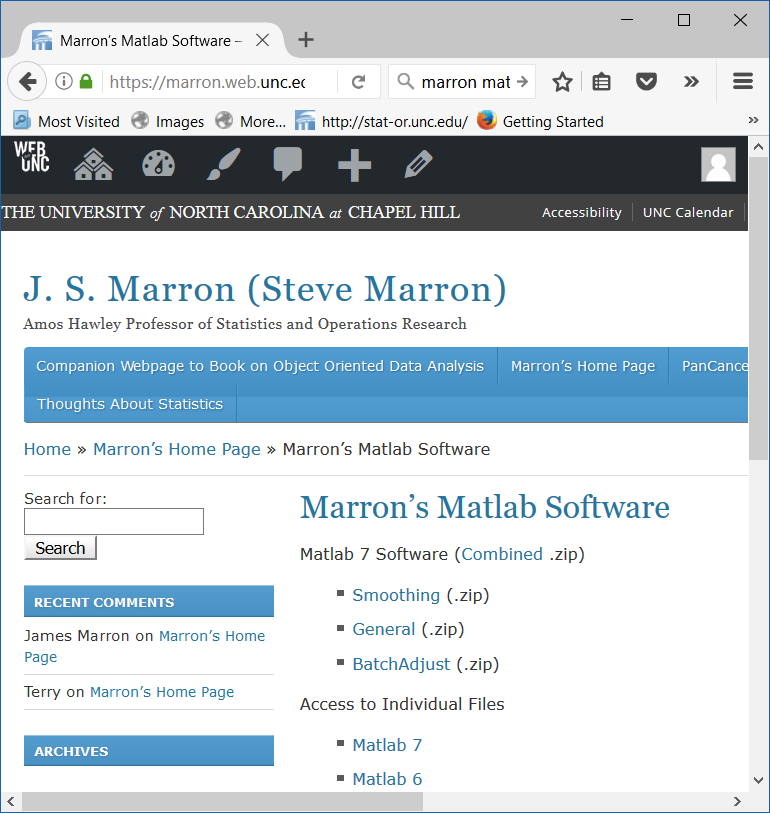 Marron's Matlab Software –
https://marron.web.unc.ec
marron mat
Most Visited Images More... http://stat-or.unc.edu/ Getting Started
WEB
UNC
THE UNIVERSITY of NORTH CAROLINA at CHAPEL HILL Accessibility UNC Calendar
J. S. Marron (Steve Marron)
Amos Hawley Professor of Statistics and Operations Research
Companion Webpage to Book on Object Oriented Data Analysis Marron's Home Page PanCance
Thoughts About Statistics
Home » Marron's Home Page » Marron's Matlab Software
Search for:
Search
RECENT COMMENTS
James Marron on Marron's Home
Page
Terry on Marron's Home Page
ARCHIVES
Marron's Matlab Software
Matlab 7 Software (Combined .zip)
Smoothing (.zip)
General (.zip)
BatchAdjust (.zip)
Access to Individual Files
Matlab 7
Matlab 6